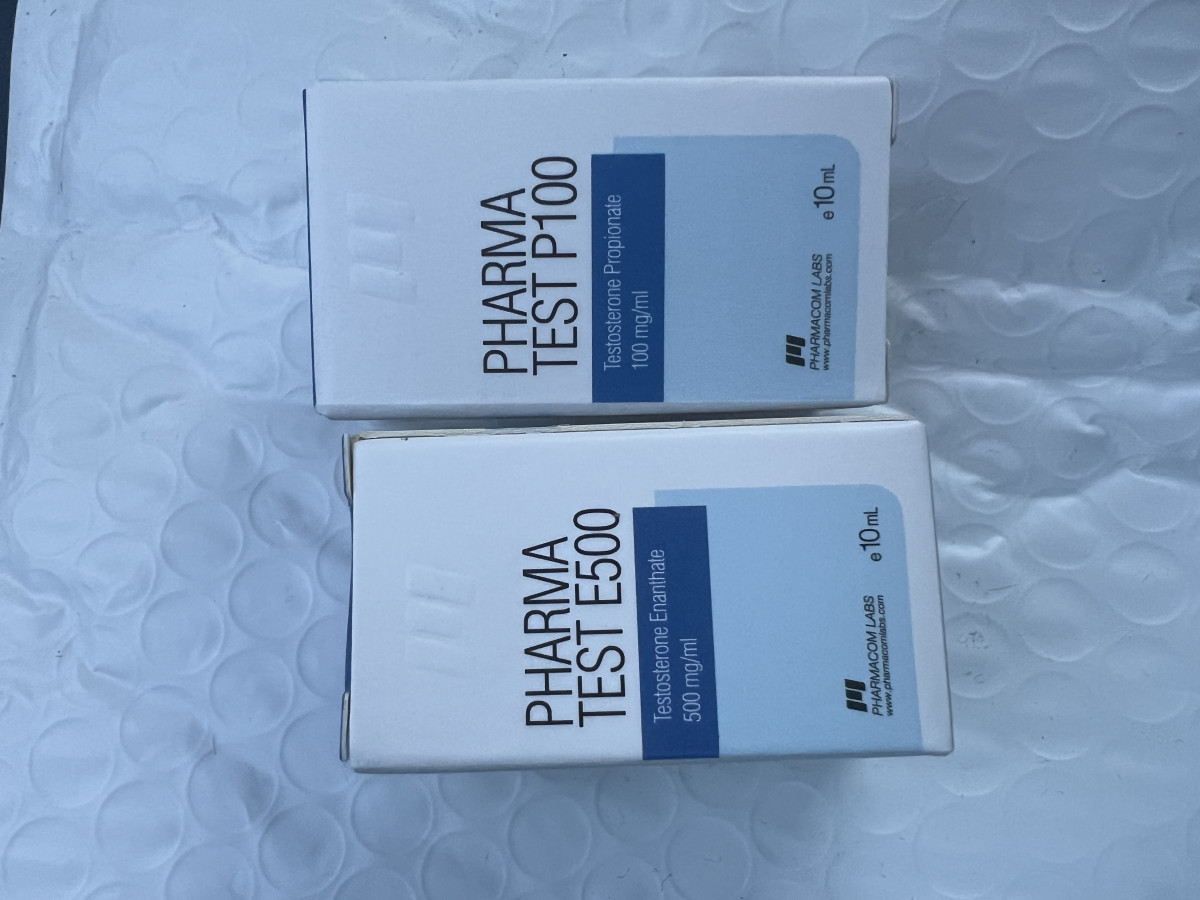 PHARMA
TEST P100
Testosterone Propionate
100 mg/ml
PHARMACOM LABS
www.pharmacomlabs.com
e 10 mL
PHARMA
TEST E500
Testosterone Enanthate
500 mg/ml
PHARMACOM LABS
www.pharmacomlabs.com
e 10 mL